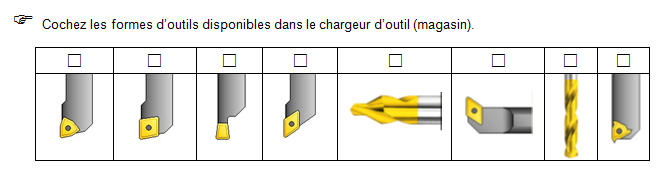 Cochez les formes d’outils disponibles dans le chargeur d’outil (magasin).